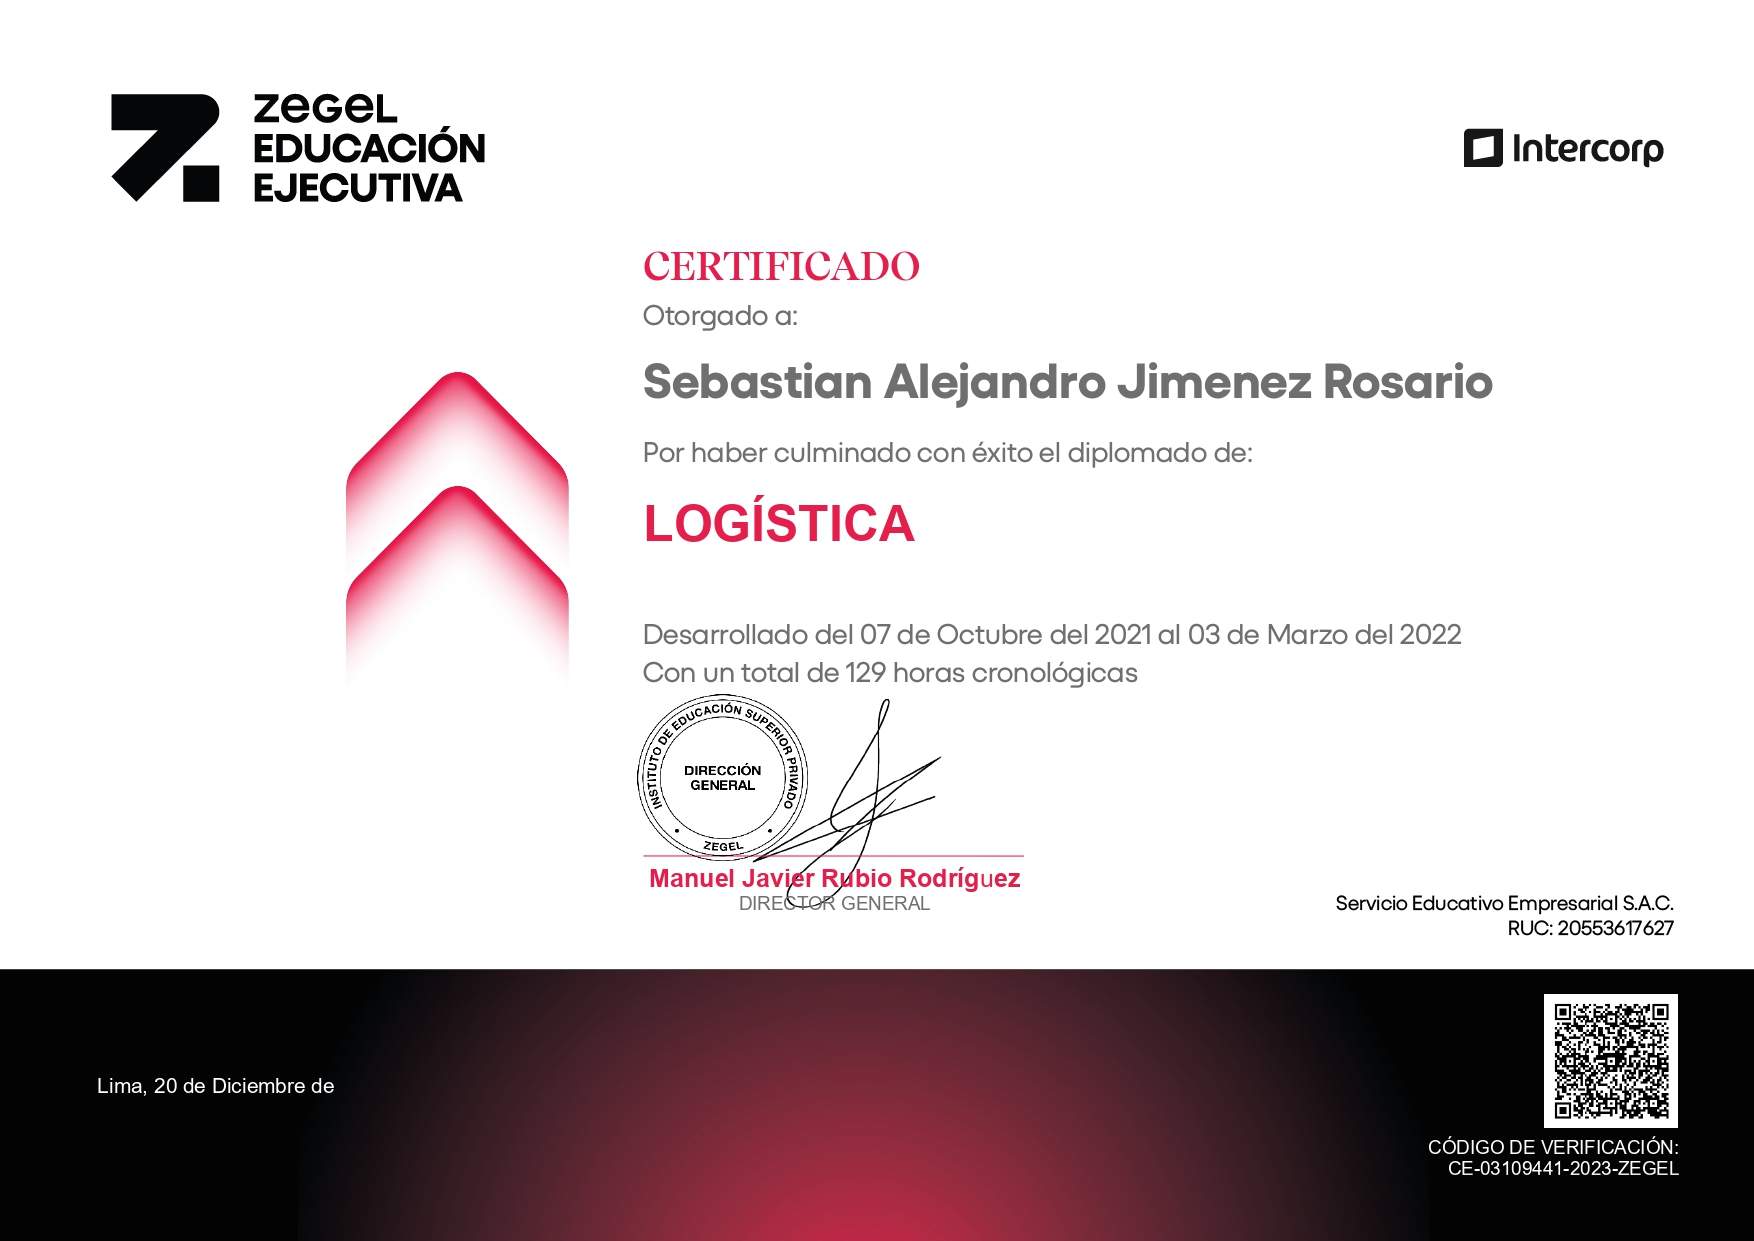 zegel
EDUCACIÓN
EJECUTIVA
Intercorp
CERTIFICADO
Otorgado a:
Sebastian Alejandro Jimenez Rosario
Por haber culminado con éxito el diplomado de:
LOGÍSTICA
Desarrollado del 07 de Octubre del 2021 al 03 de Marzo del 2022
Con un total de 129 horas cronológicas
INSTITUTO DE EDUCACIÓN SUPERIOR PRIVADO
DIRECCIÓN
GENERAL
ZEGEL
Manuel Javier Rubio Rodríguez
DIRECTOR GENERAL
Servicio Educativo Empresarial S.A.C.
RUC: 20553617627
Lima, 20 de Diciembre de
CÓDIGO DE VERIFICACIÓN:
CE-03109441-2023-ZEGEL